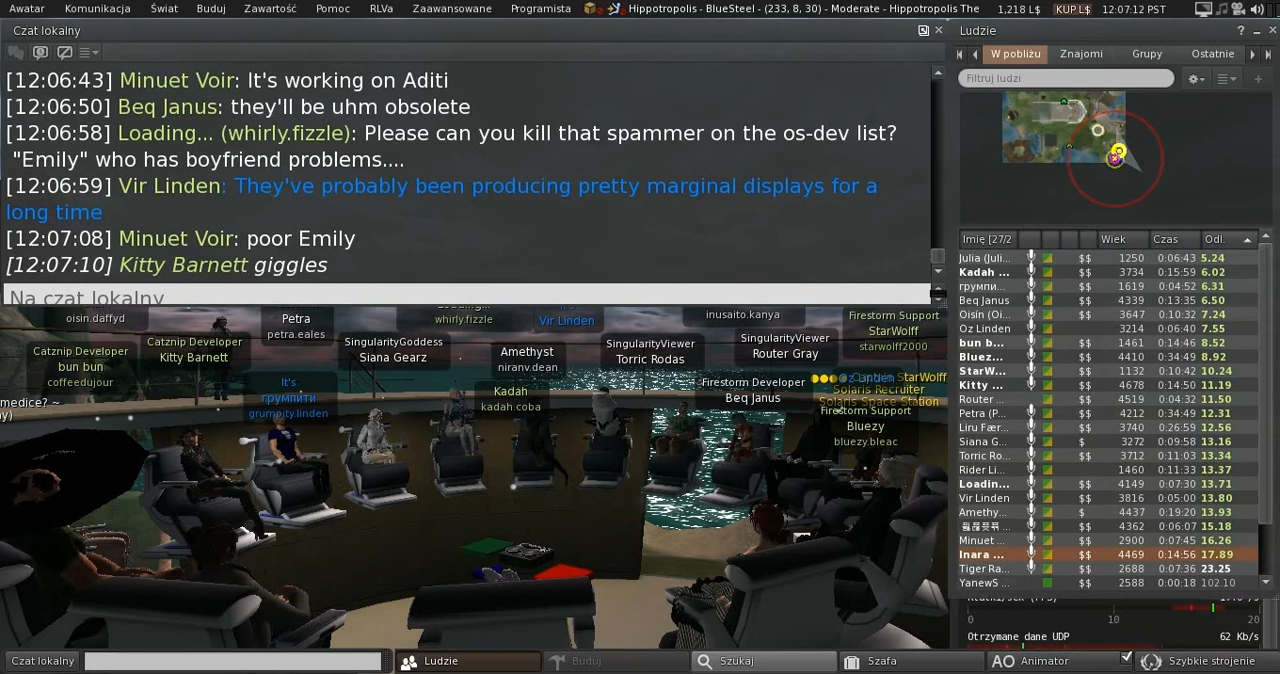 Awatar Komunikacja Świat Buduj Zawartość Pomoc RLVa Zaawansowane Programista Hippotropolis - BlueSteel - (233, 8, 30) - Moderate - Hippotropolis The 1,218 L$ KUP L$ 12:07:12 PST
Czat lokalny
[12:06:43] Minuet Voir: It's working on Aditi
[12:06:50] Beq Janus: they'll be uhm obsolete
[12:06:58] Loading... (whirly.fizzle): Please can you kill that spammer on the os-dev list?
"Emily" who has boyfriend problems....
[12:06:59] Vir Linden: They've probably been producing pretty marginal displays for a
long time
[12:07:08] Minuet Voir: poor Emily
[12:07:10] Kitty Barnett giggles
Na czat lokalny
oisin.daffyd
Petra
petra.eales
whirly.fizzle
Vir Linden
inusaito.kanya
Firestorm Support
StarWolff
starwolff2000
Catznip Developer
bun bun
coffeedujour
Catznip Developer
Kitty Barnett
SingularityGoddess
Siana Gearz
Amethyst
niranv.dean
SingularityViewer
Torric Rodas
SingularityViewer
Router Gray
It's
грумпити
grumpity.linden
Kadah
kadah.coba
Firestorm Developer
Beq Janus
Oz Linden
StarWolff
Solaris Recruiter
Solaris Space Station
Firestorm Support
Bluezy
bluezy.bleac
medice? ~
Ludzie
W pobliżu Znajomi Grupy Ostatnie
Filtruj ludzi
Imię [27/2 Wiek Czas Odl.
Julia (Juli... $$ 1250 0:06:43 5.24
Kadah ... $$ 3734 0:15:59 6.02
грумпи... $$ 1619 0:04:52 6.31
Beq Janus $$ 4339 0:13:35 6.50
Oisín (Oi... $$ 3647 0:10:32 7.24
Oz Linden 3214 0:06:40 7.55
bun b... $$ 1461 0:14:46 8.52
Bluez... $$ 4410 0:34:49 8.92
StarW... $$ 1132 0:10:42 10.24
Kitty ... $$ 4678 0:14:50 11.19
Router ... $$ 4519 0:04:32 11.50
Petra (P... $$ 4212 0:34:49 12.31
Liru Fær... $$ 3740 0:26:59 12.56
Siana G... $ 3272 0:09:58 13.16
Torric Ro... $$ 3712 0:11:03 13.34
Rider Li... 1460 0:11:33 13.37
Loadin... $$ 4149 0:07:30 13.71
Vir Linden $$ 3816 0:05:00 13.80
Amethy... $ 4437 0:19:20 13.93
$$ 4362 0:06:07 15.18
Minuet ... $$ 2900 0:07:45 16.26
Inara ... $$ 4469 0:14:56 17.89
Tiger Ra... $$ 2688 0:07:36 23.25
YanewS ... $$ 2588 0:00:18 102.10
0 10 20
Otrzymane dane UDP 62 Kb/s
Czat lokalny Ludzie Buduj Szukaj Szafa AO Animator Szybkie strojenie